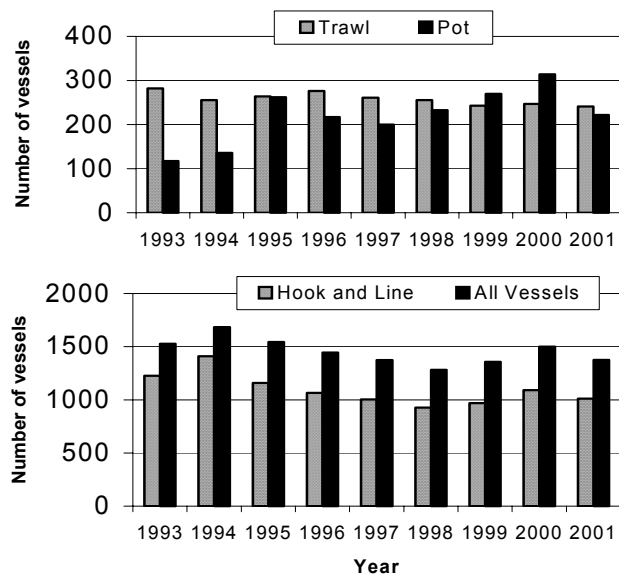 Trawl Pot
Number of vessels
400
300
200
100
0
1993 1994 1995 1996 1997 1998 1999 2000 2001
Hook and Line All Vessels
Number of vessels
2000
1500
1000
500
0
1993 1994 1995 1996 1997 1998 1999 2000 2001
Year